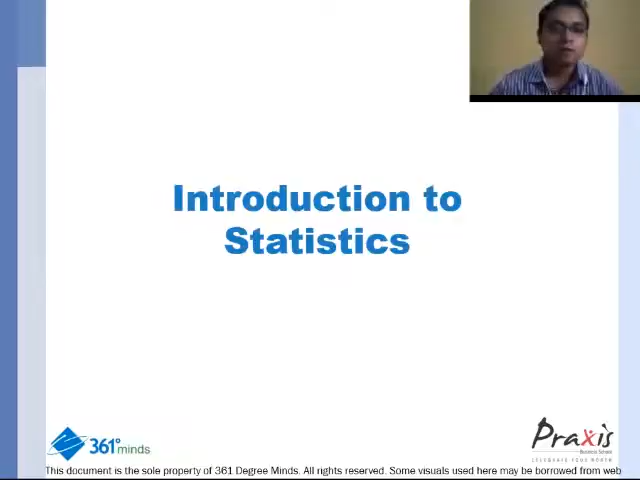 Introduction to
Statistics
361° minds
Praxis
Business School
CELEBRATE YOUR WORTH
This document is the sole property of 361 Degree Minds. All rights reserved. Some visuals used here may be borrowed from web